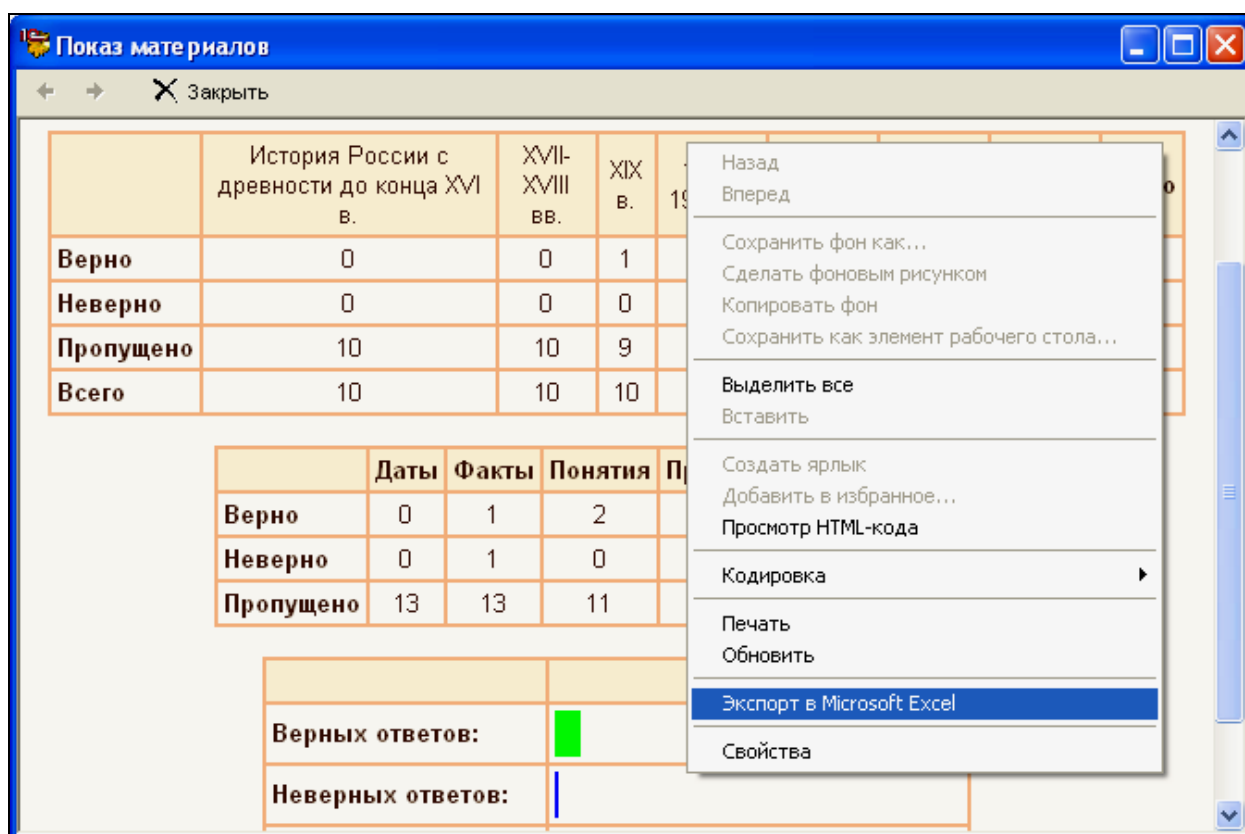 Показ материалов
Закрыть
История России с
древности до конца XVI
в.
XVII-
XVIII
вв.
XIX
в.
Верно 0 0 1
Неверно 0 0 0
Пропущено 10 10 9
Всего 10 10 10
Даты Факты Понятия
Верно 0 1 2
Неверно 0 1 0
Пропущено 13 13 11
Верных ответов:
Неверных ответов:
Назад
Вперед
Сохранить фон как...
Сделать фоновым рисунком
Копировать фон
Сохранить как элемент рабочего стола...
Выделить все
Вставить
Создать ярлык
Добавить в избранное...
Просмотр HTML-кода
Кодировка
Печать
Обновить
Экспорт в Microsoft Excel
Свойства